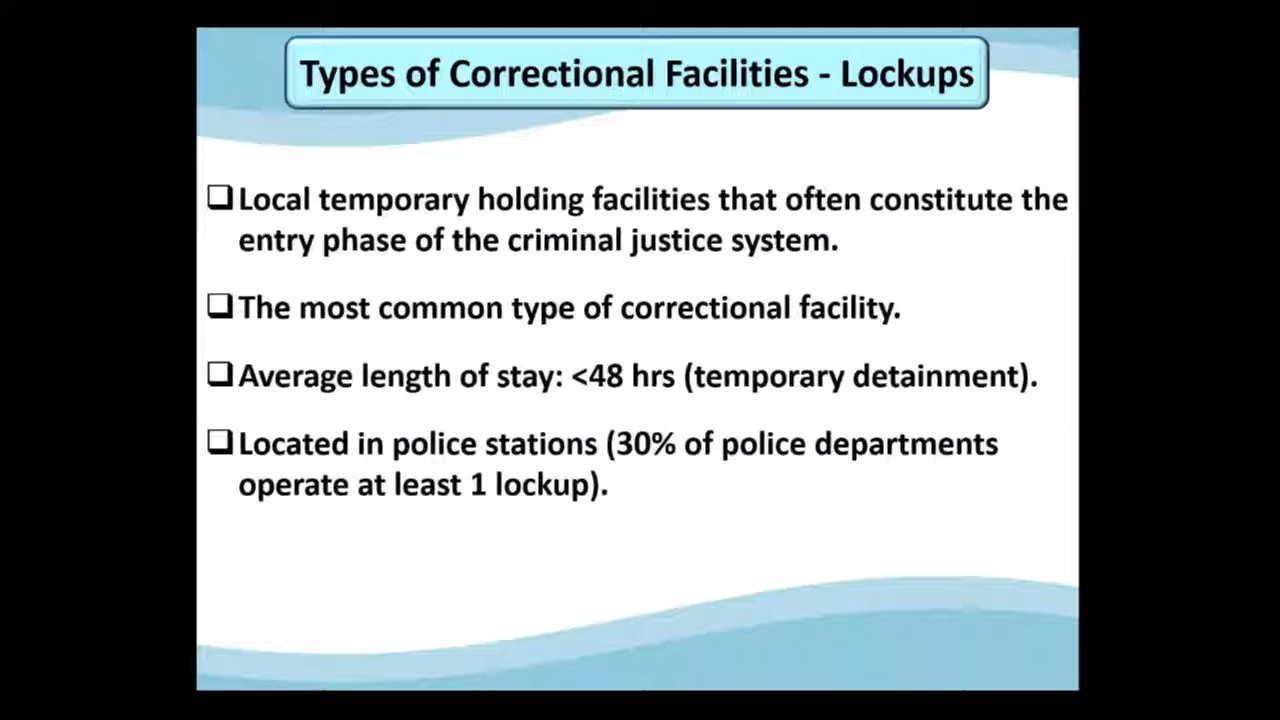 Types of Correctional Facilities - Lockups
❑Local temporary holding facilities that often constitute the
entry phase of the criminal justice system.
❑The most common type of correctional facility.
❑Average length of stay: <48 hrs (temporary detainment).
❑Located in police stations (30% of police departments
operate at least 1 lockup).